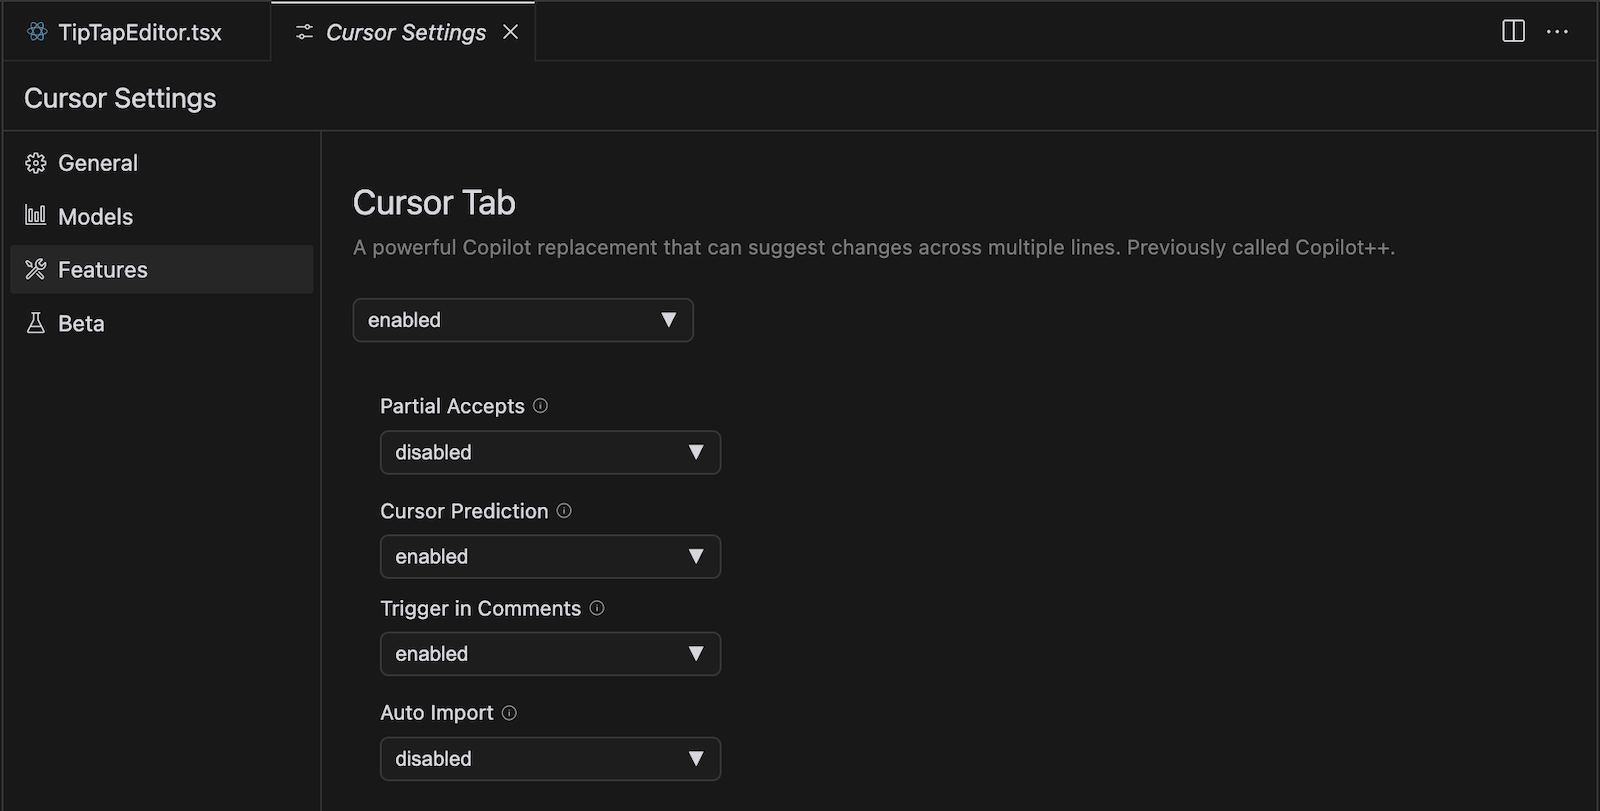 TipTapEditor.tsx
Cursor Settings
Cursor Settings
General
Models
Features
Beta
Cursor Tab
A powerful Copilot replacement that can suggest changes across multiple lines. Previously called Copilot++.
enabled
Partial Accepts
disabled
Cursor Prediction
enabled
Trigger in Comments
enabled
Auto Import
disabled